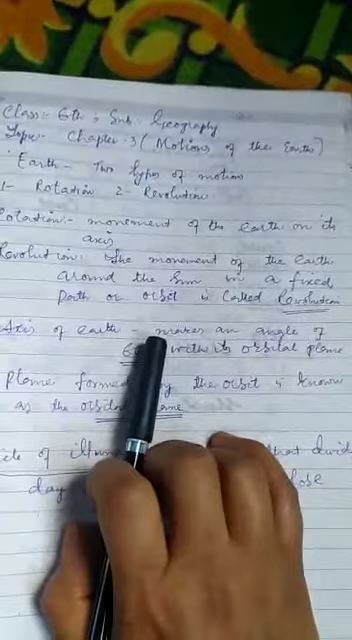 Class:- 6th, Sub:- Geography
Topic- Chapter-3 (Motions of the Earth)
Earth- Two types of motion
1- Rotation 2- Revolution.
Rotation:- movement of the earth on its
axis
Revolution: The movement of the earth
around the Sun in a fixed
path or orbit is called Revolution
Axis of earth - makes an angle of
with its orbital plane
Plane formed by the orbit is known
as the
of
that divid
day